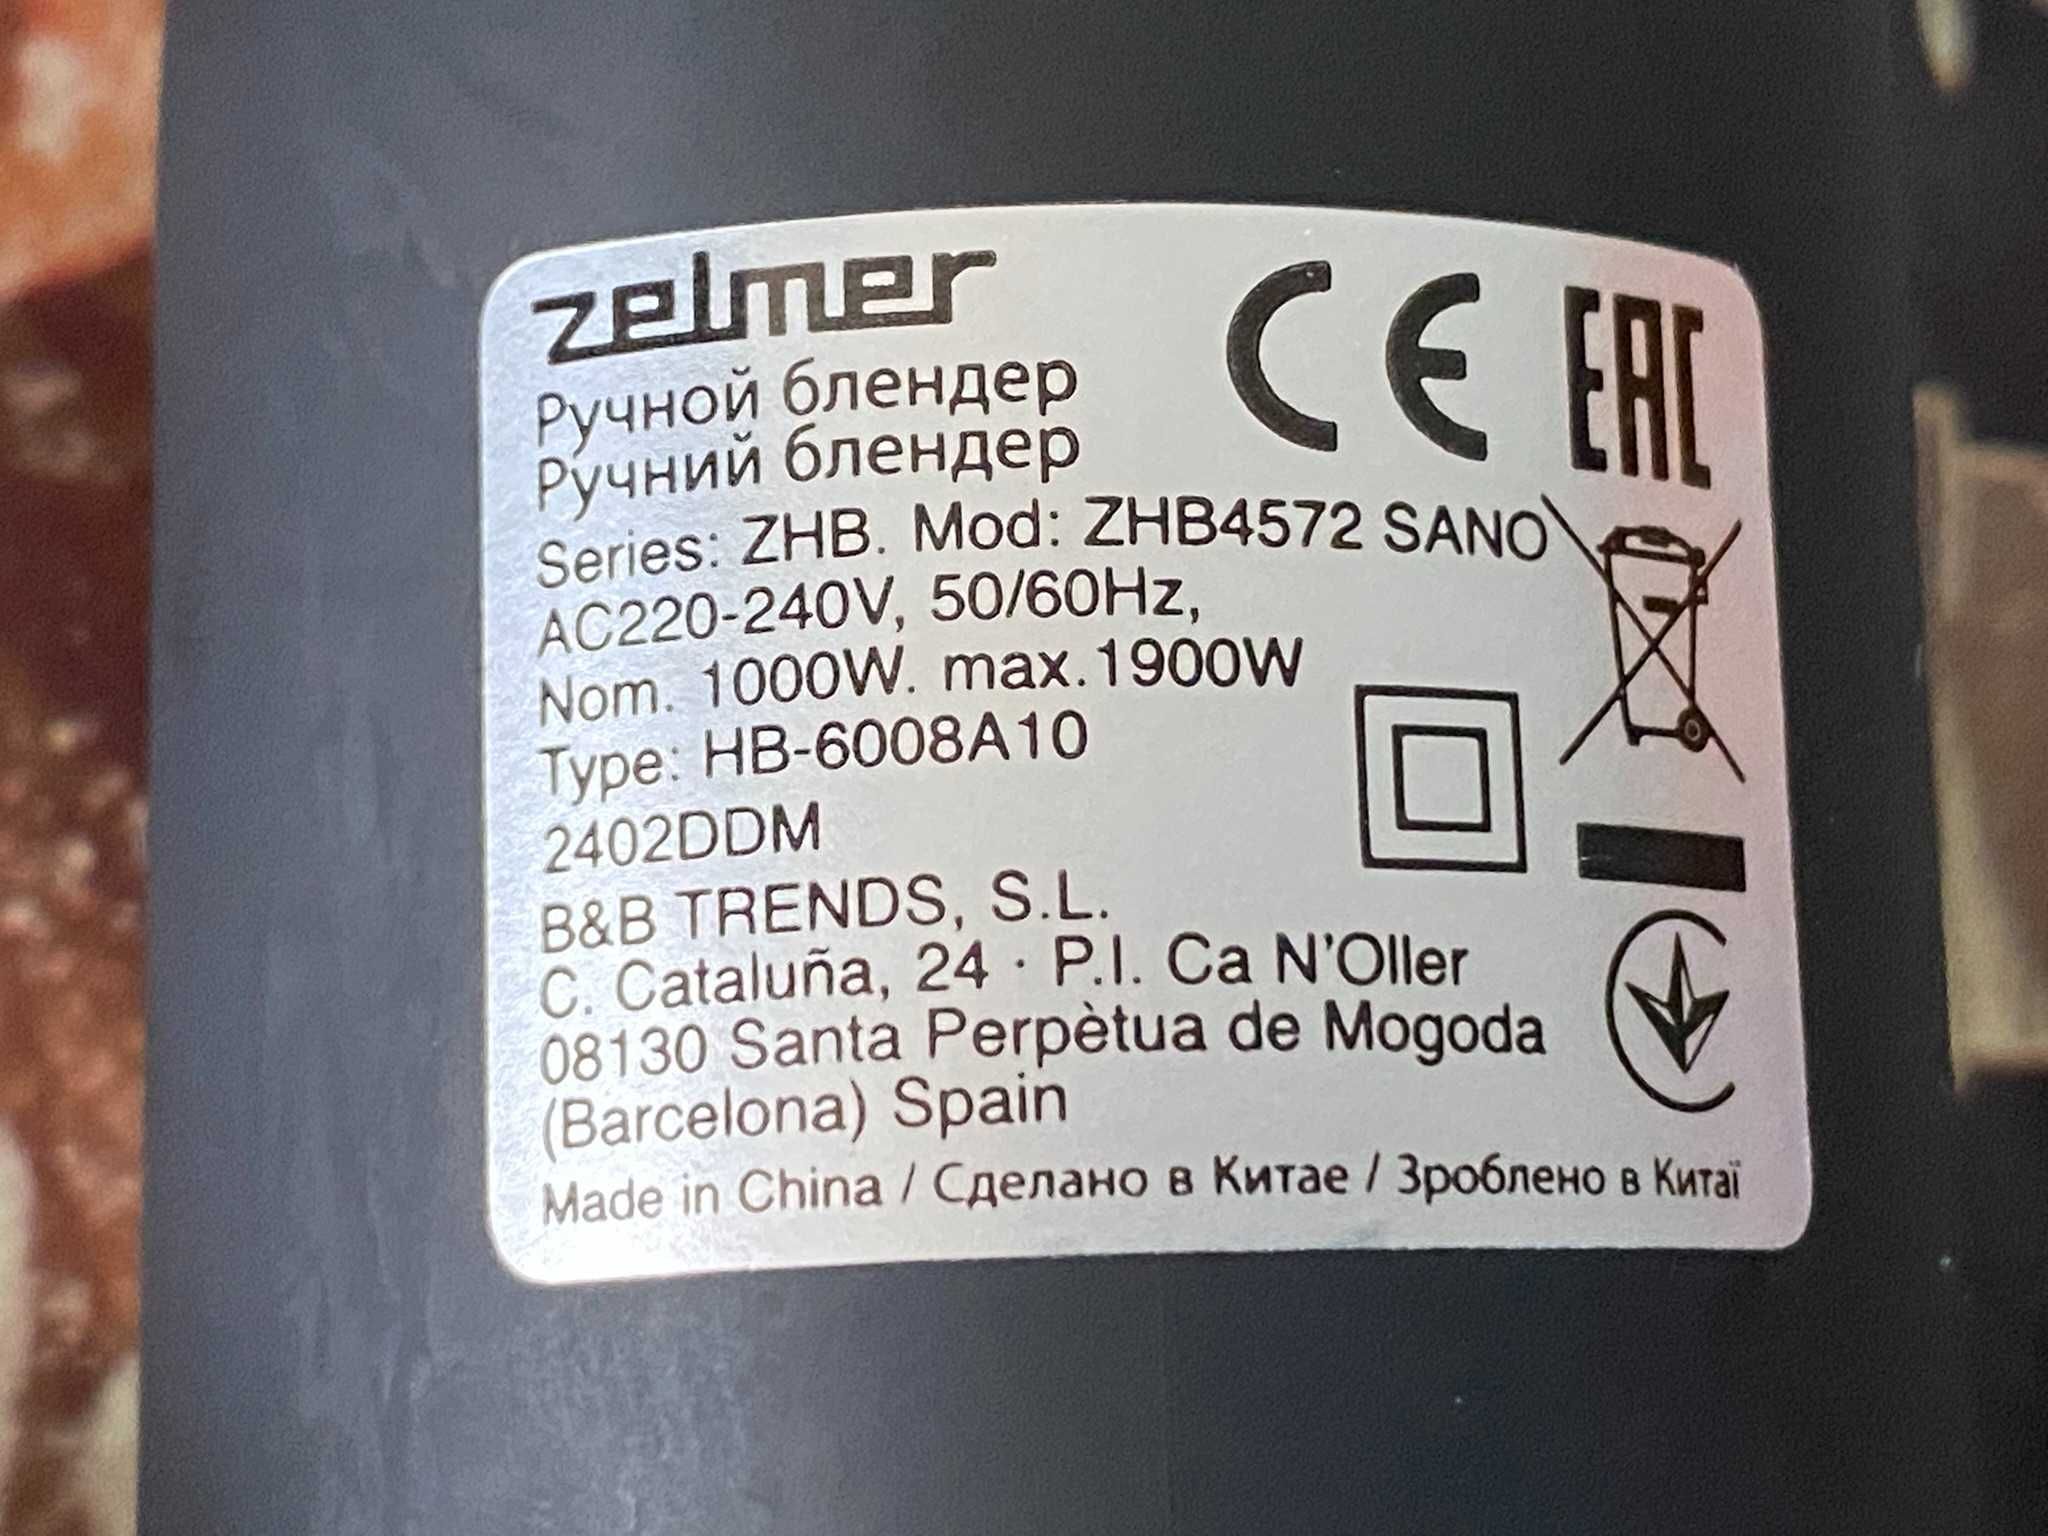 zelmer
CE
EAC
Ручной блендер
Ручний блендер
Series: ZHB. Mod: ZHB4572 SANO
AC220-240V, 50/60Hz,
Nom. 1000W. max.1900W
Type: HB-6008A10
2402DDM
B&B TRENDS, S.L.
C. Cataluña, 24 · P.I. Ca N'Oller
08130 Santa Perpètua de Mogoda
(Barcelona) Spain
Made in China / Сделано в Китае / Зроблено в Китаї